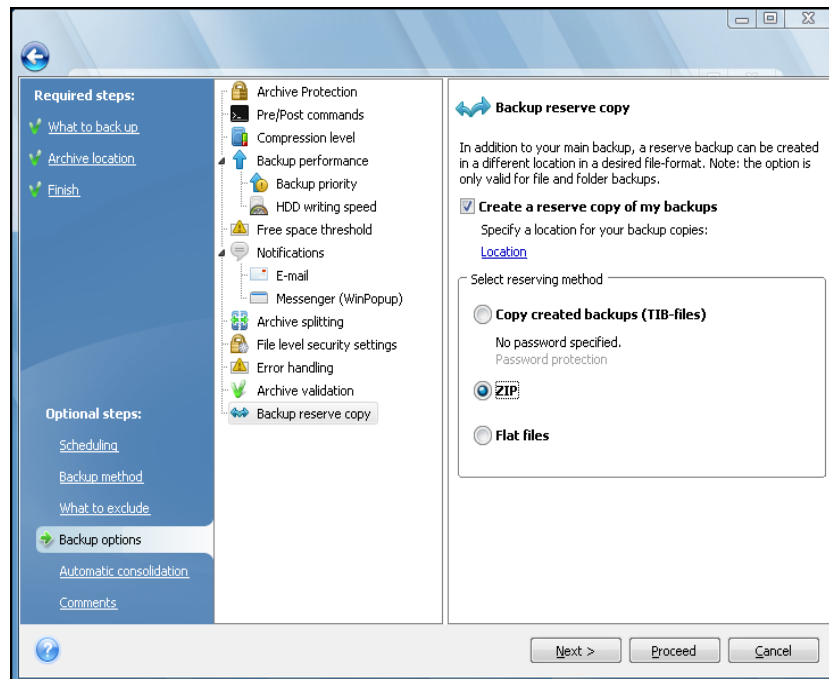 Required steps:
What to back up
Archive location
Finish
Optional steps:
Scheduling
Backup method
What to exclude
Backup options
Automatic consolidation
Comments
Archive Protection
Pre/Post commands
Compression level
Backup performance
Backup priority
HDD writing speed
Free space threshold
Notifications
E-mail
Messenger (WinPopup)
Archive splitting
File level security settings
Error handling
Archive validation
Backup reserve copy
Backup reserve copy
In addition to your main backup, a reserve backup can be created
in a different location in a desired file-format. Note: the option is
only valid for file and folder backups.
Create a reserve copy of my backups
Specify a location for your backup copies:
Location
Select reserving method
Copy created backups (TIB-files)
No password specified.
Password protection
ZIP
Flat files
Next >
Proceed
Cancel